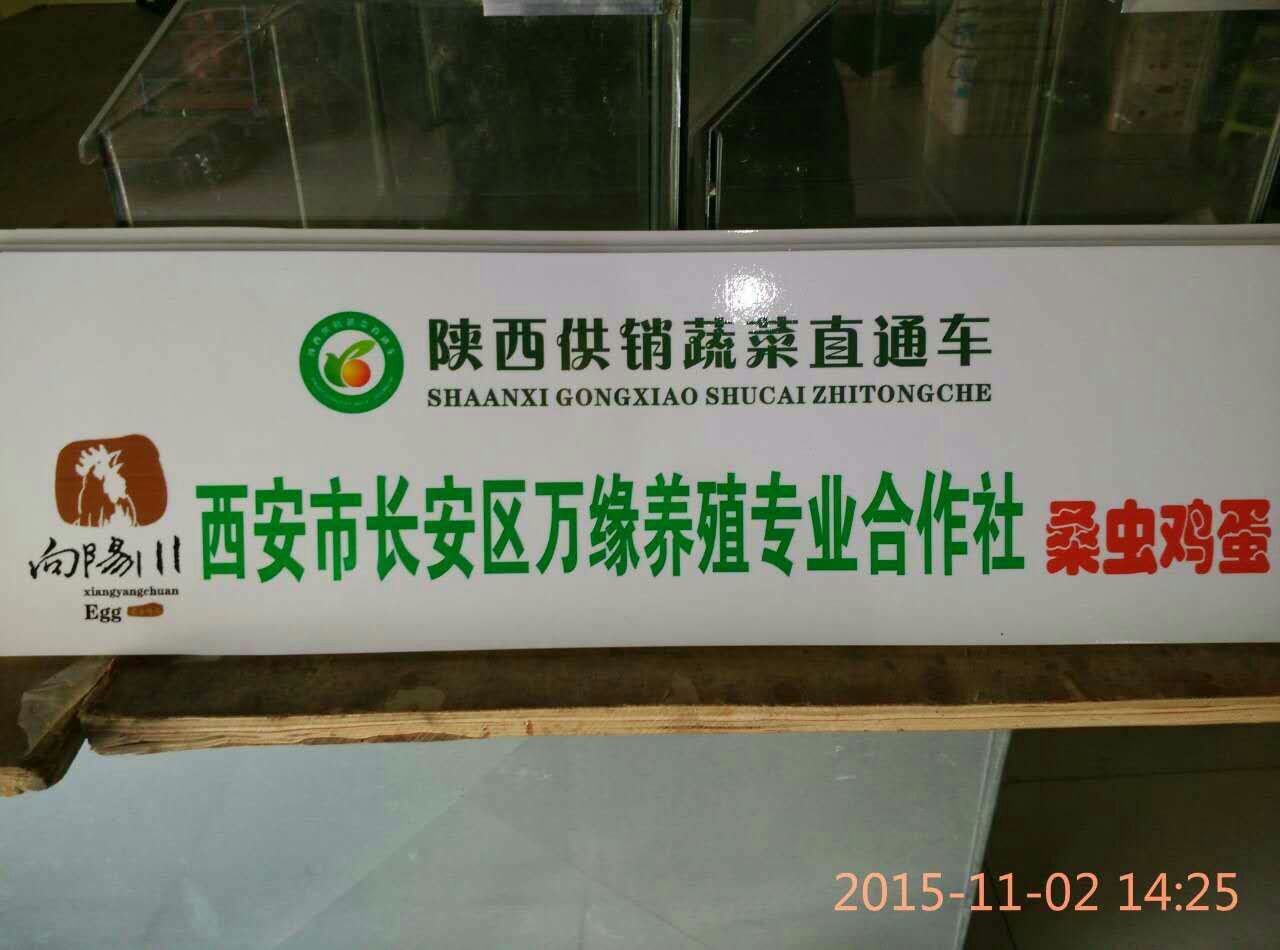 陕西供销蔬菜直通车
SHAANXI GONGXIAO SHUCAI ZHITONGCHE
向陽川
xiangyangchuan
Egg
西安市长安区万缘养殖专业合作社 桑虫鸡蛋
2015-11-02 14:25